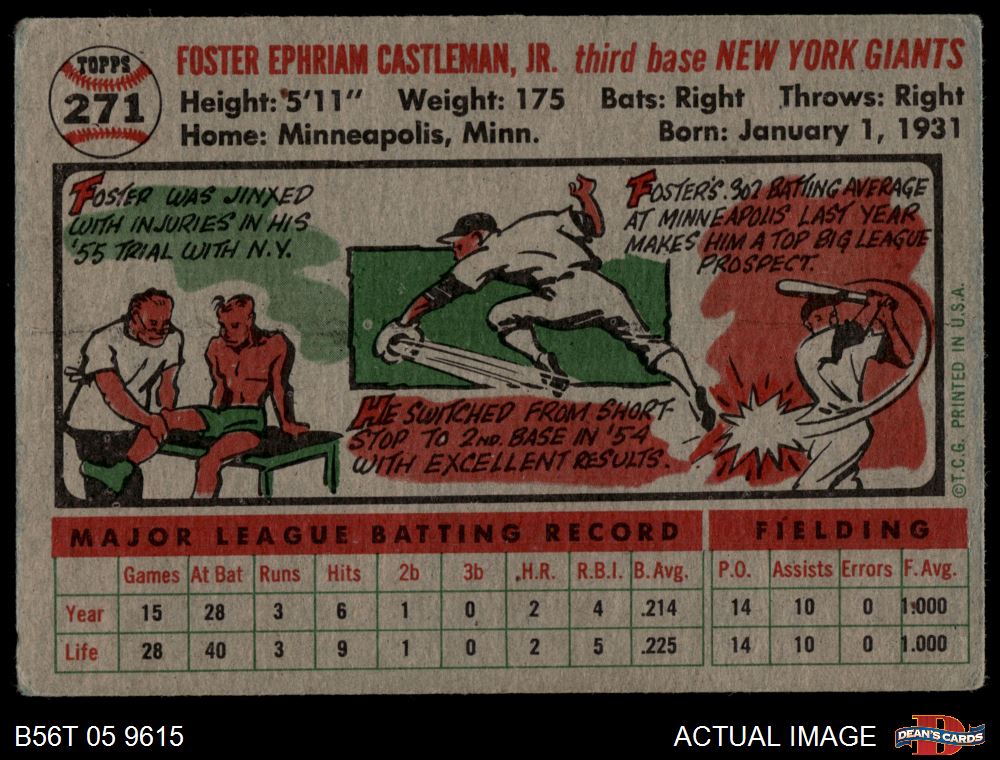 TOPPS
271
FOSTER EPHRIAM CASTLEMAN, JR. third base NEW YORK GIANTS
Height: 5'11" Weight: 175 Bats: Right Throws: Right
Home: Minneapolis, Minn. Born: January 1, 1931
FOSTER WAS JINXED
WITH INJURIES IN HIS
'55 TRIAL WITH N.Y.
HE SWITCHED FROM SHORT-
STOP TO 2ND. BASE IN '54
WITH EXCELLENT RESULTS.
FOSTER'S .302 BATTING AVERAGE
AT MINNEAPOLIS LAST YEAR
MAKES HIM A TOP BIG LEAGUE
PROSPECT.
©T.C.G. PRINTED IN U.S.A.
MAJOR LEAGUE BATTING RECORD FIELDING
Games At Bat Runs Hits 2b 3b H.R. R.B.I. B.Avg. P.O. Assists Errors F.Avg.
Year 15 28 3 6 1 0 2 4 .214 14 10 0 1.000
Life 28 40 3 9 1 0 2 5 .225 14 10 0 1.000
B56T 05 9615 ACTUAL IMAGE
DEAN'S CARDS